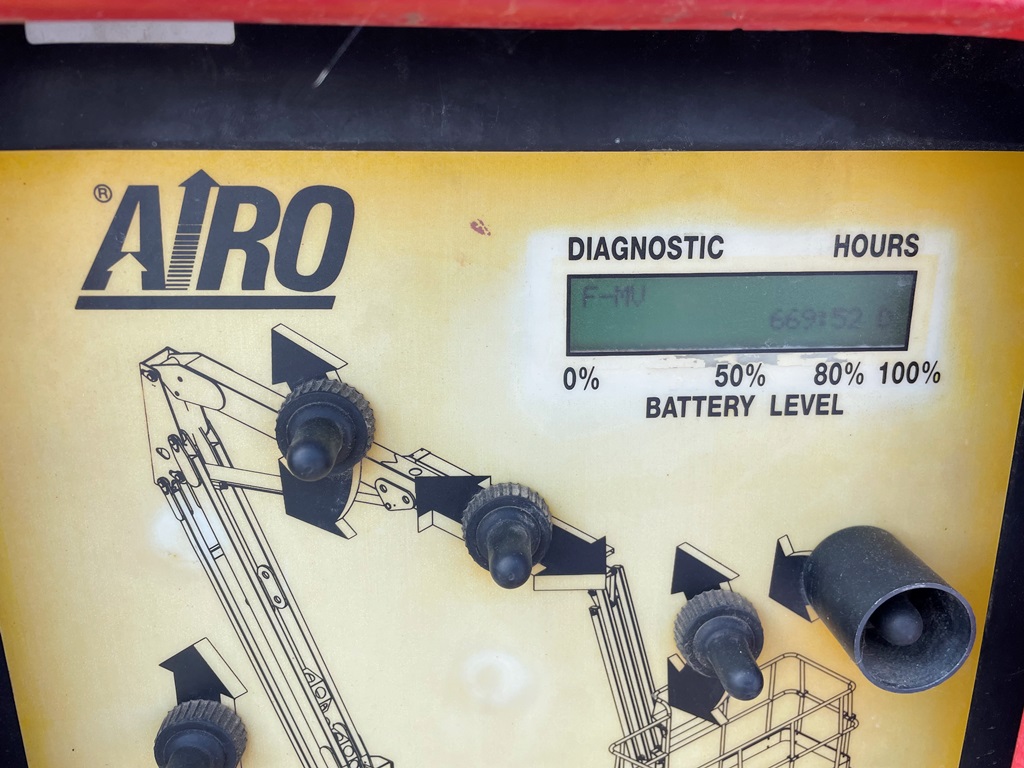 ® AIRO
DIAGNOSTIC HOURS
F-MV
669:52 D
0% 50% 80% 100%
BATTERY LEVEL